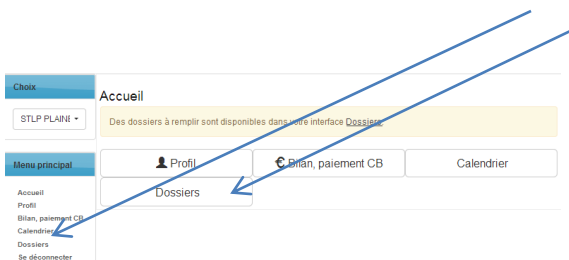 Choix
STLP PLAINI
Menu principal
Accueil
Profil
Bilan, paiement CB
Calendrier
Dossiers
Se déconnecter
Accueil
Des dossiers à remplir sont disponibles dans votre interface Dossiers.
Profil
€ Bilan, paiement CB
Calendrier
Dossiers